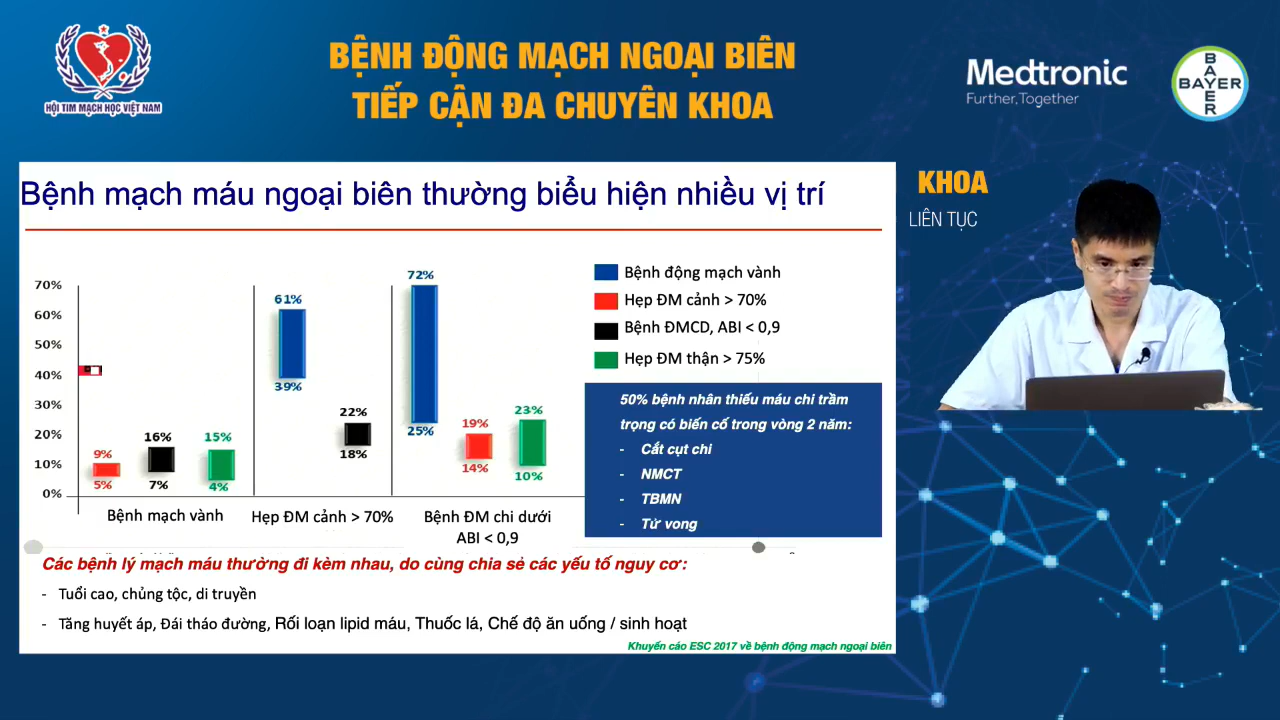 HỘI TIM MẠCH HỌC VIỆT NAM
BỆNH ĐỘNG MẠCH NGOẠI BIÊN
TIẾP CẬN ĐA CHUYÊN KHOA
Medtronic
Further, Together
BAYER
BAYER
KHOA
LIÊN TỤC
Bệnh mạch máu ngoại biên thường biểu hiện nhiều vị trí
70%
60%
50%
40%
30%
20%
10%
0%
9%
5%
16%
7%
15%
4%
61%
39%
22%
18%
72%
25%
19%
14%
23%
10%
Bệnh mạch vành
Hẹp ĐM cảnh > 70%
Bệnh ĐM chi dưới
ABI < 0,9
Bệnh động mạch vành
Hẹp ĐM cảnh > 70%
Bệnh ĐMCD, ABI < 0,9
Hẹp ĐM thận > 75%
50% bệnh nhân thiếu máu chi trầm
trọng có biến cố trong vòng 2 năm:
- Cắt cụt chi
- NMCT
- TBMN
- Tử vong
Các bệnh lý mạch máu thường đi kèm nhau, do cùng chia sẻ các yếu tố nguy cơ:
- Tuổi cao, chủng tộc, di truyền
- Tăng huyết áp, Đái tháo đường, Rối loạn lipid máu, Thuốc lá, Chế độ ăn uống / sinh hoạt
Khuyến cáo ESC 2017 về bệnh động mạch ngoại biên